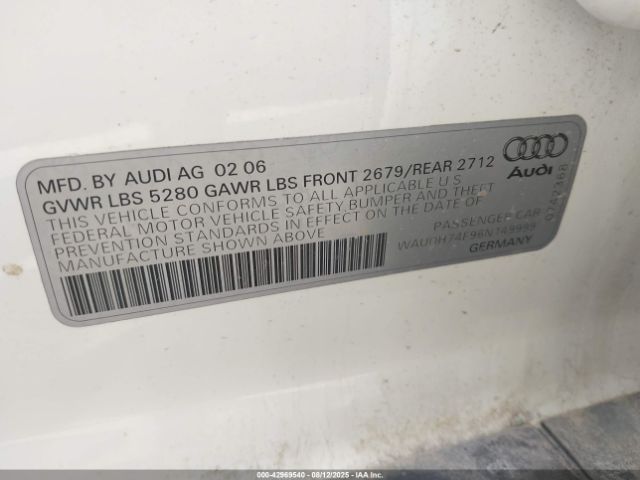 MFD. BY AUDI AG 02 06
GVWR LBS 5280 GAWR LBS FRONT 2679/REAR 2712
THIS VEHICLE CONFORMS TO ALL APPLICABLE U S
FEDERAL MOTOR VEHICLE SAFETY,BUMPER AND THEFT
PREVENTION STANDARDS IN EFFECT ON THE DATE OF
MANUFACTURE SHOWN ABOVE
PASSENGER CAR
WAUDH74F96N149999
GERMANY
Audi
000-42969540 - 08/12/2025 - IAA Inc.